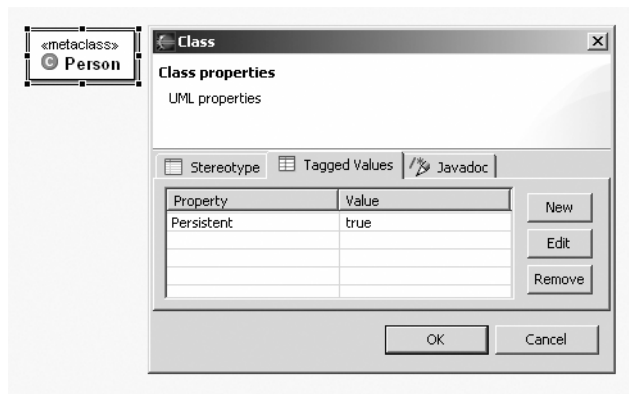 «metaclass»
C Person
Class
Class properties
UML properties
Stereotype Tagged Values Javadoc
Property Value
Persistent true
New
Edit
Remove
OK Cancel